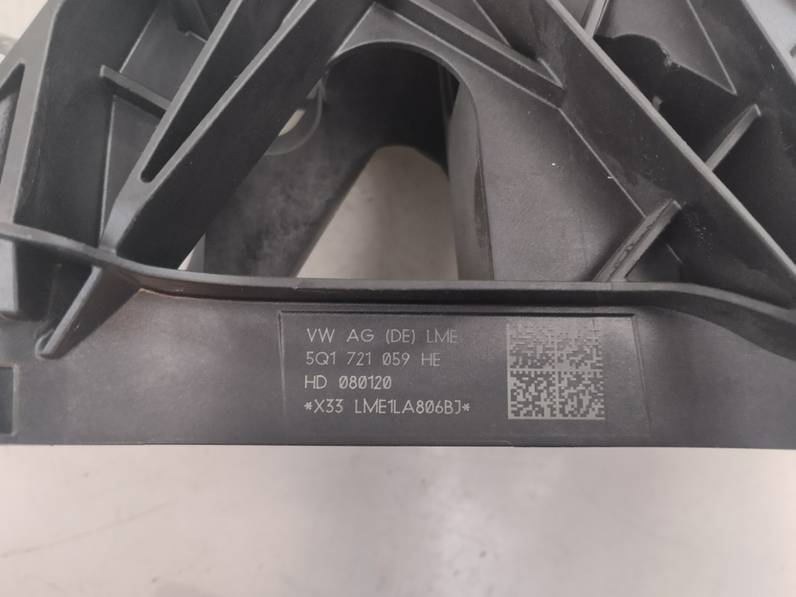 VW AG (DE) LME
5Q1 721 059 HE
HD 080120
*X33 LME1LA806BJ*